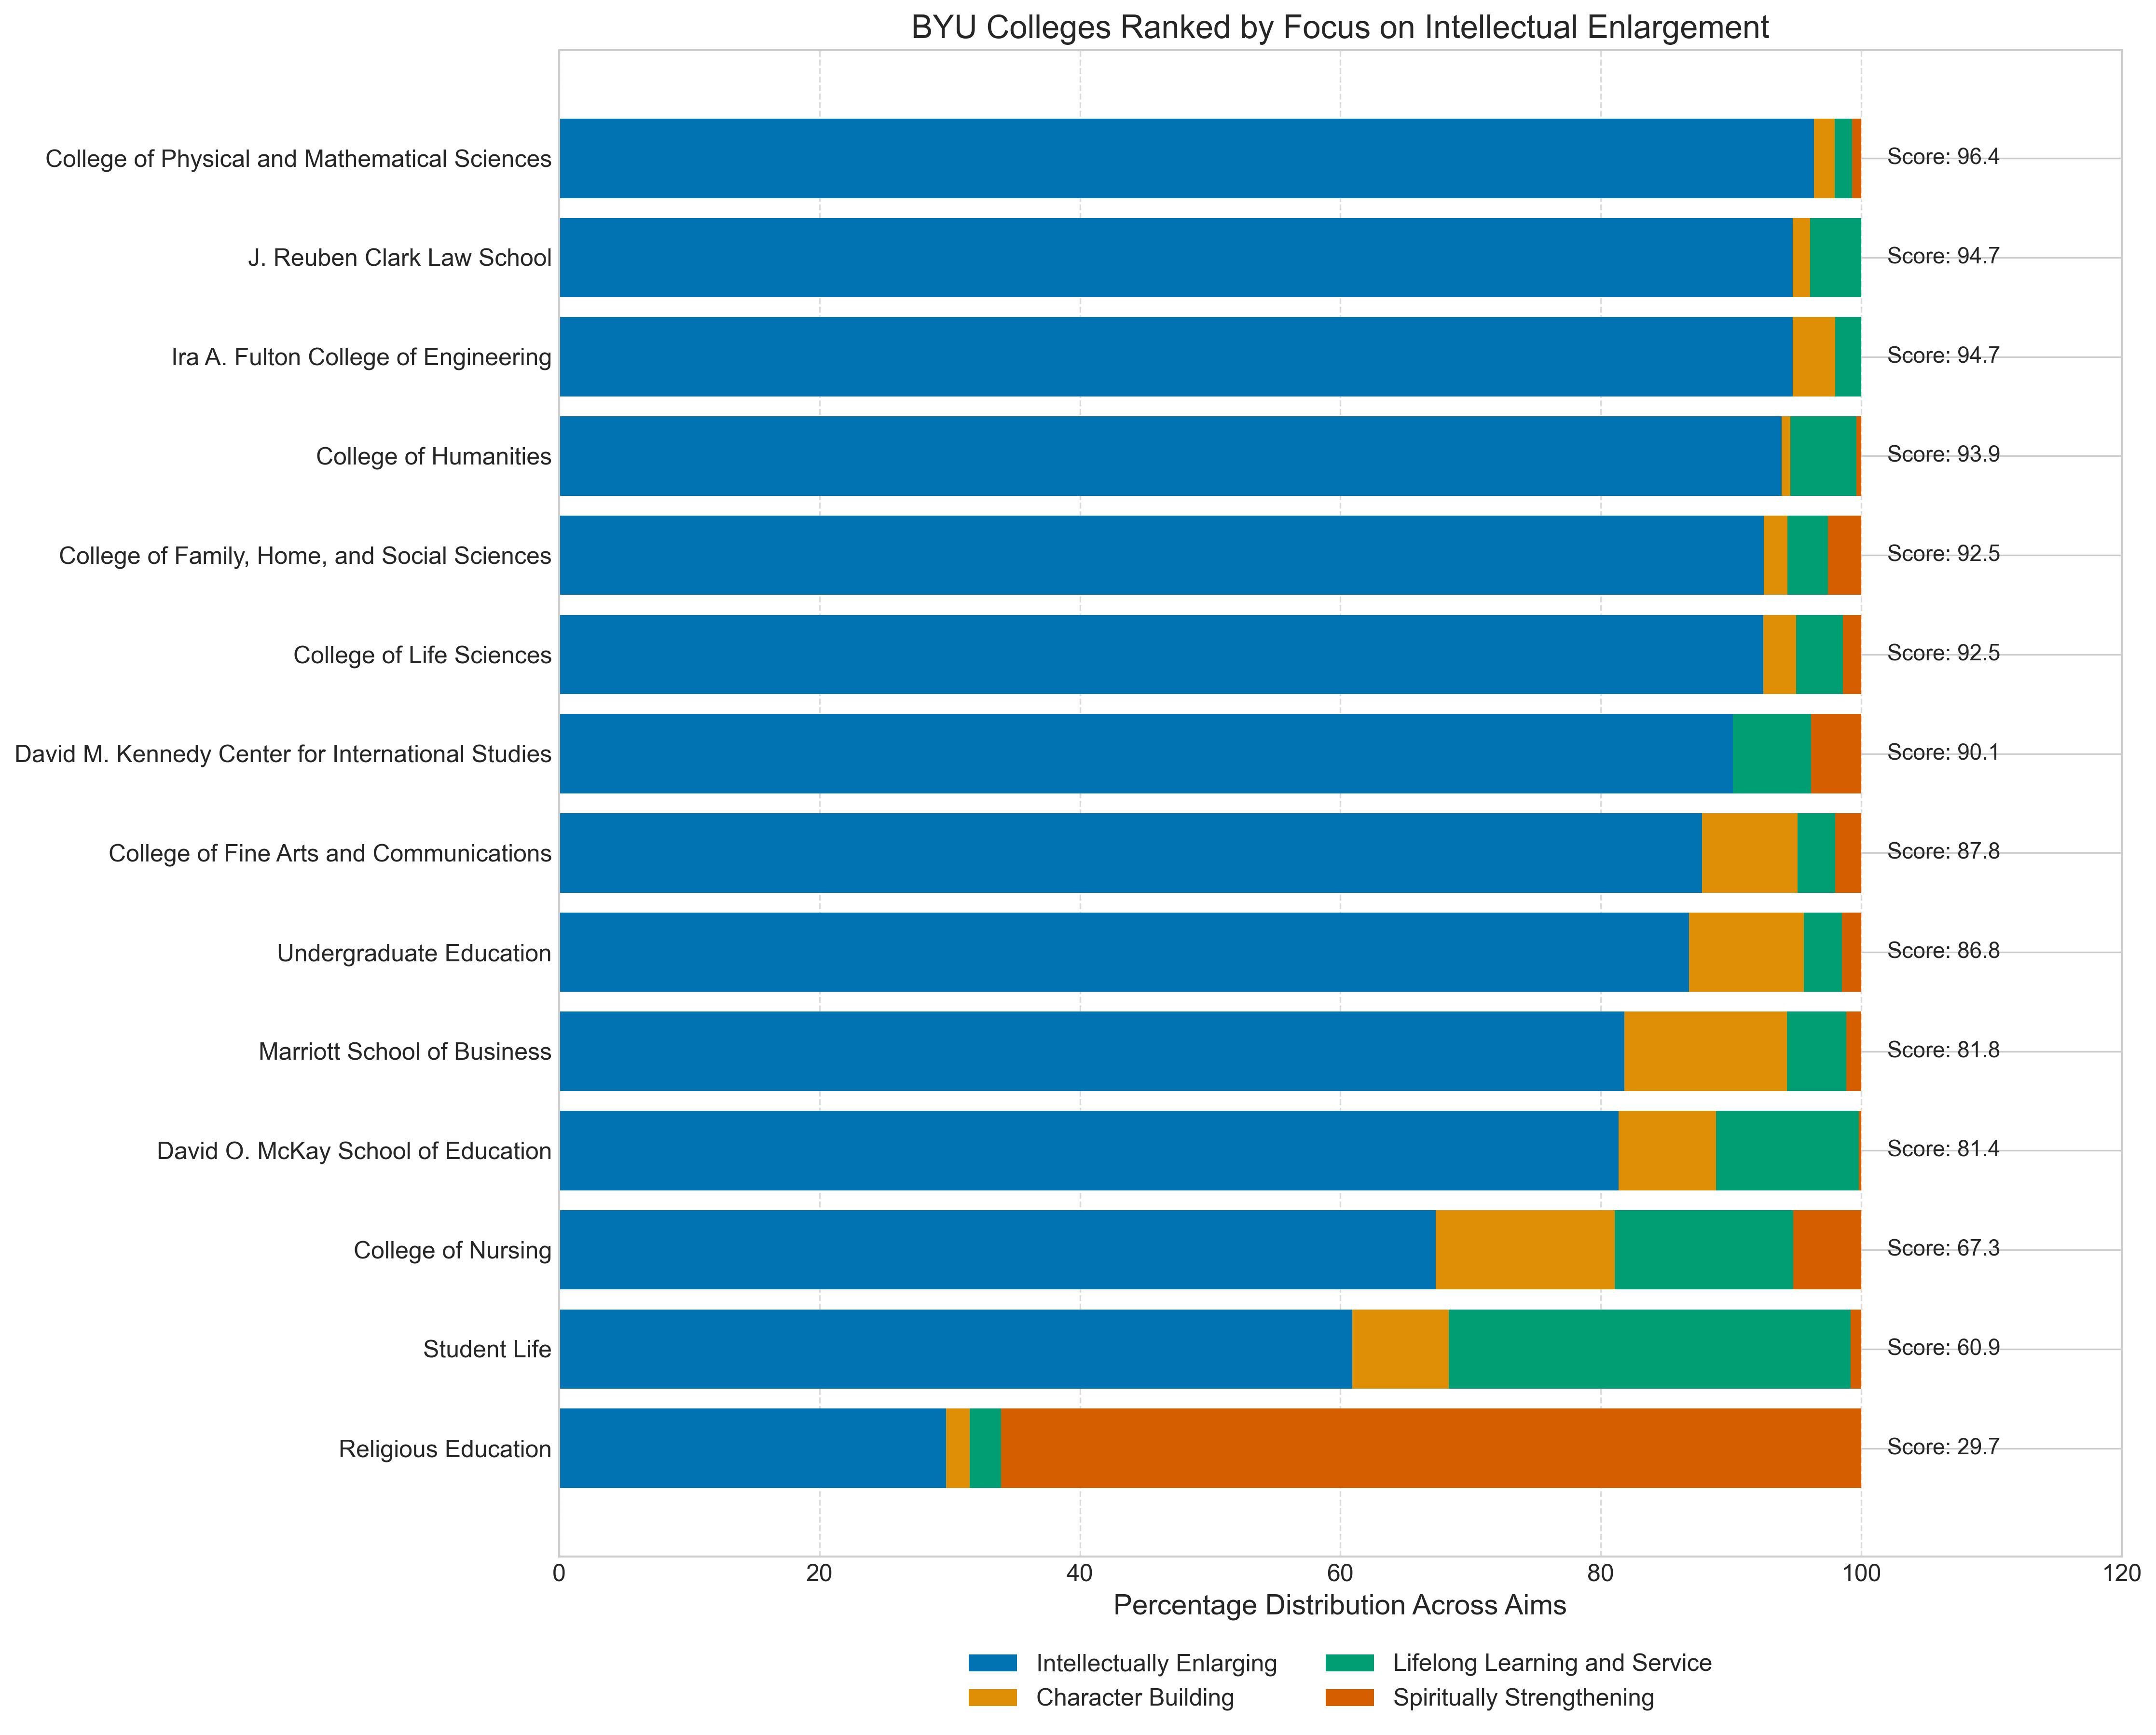 BYU Colleges Ranked by Focus on Intellectual Enlargement
College of Physical and Mathematical Sciences Score: 96.4
J. Reuben Clark Law School Score: 94.7
Ira A. Fulton College of Engineering Score: 94.7
College of Humanities Score: 93.9
College of Family, Home, and Social Sciences Score: 92.5
College of Life Sciences Score: 92.5
David M. Kennedy Center for International Studies Score: 90.1
College of Fine Arts and Communications Score: 87.8
Undergraduate Education Score: 86.8
Marriott School of Business Score: 81.8
David O. McKay School of Education Score: 81.4
College of Nursing Score: 67.3
Student Life Score: 60.9
Religious Education Score: 29.7
0 20 40 60 80 100 120
Percentage Distribution Across Aims
Intellectually Enlarging Lifelong Learning and Service
Character Building Spiritually Strengthening